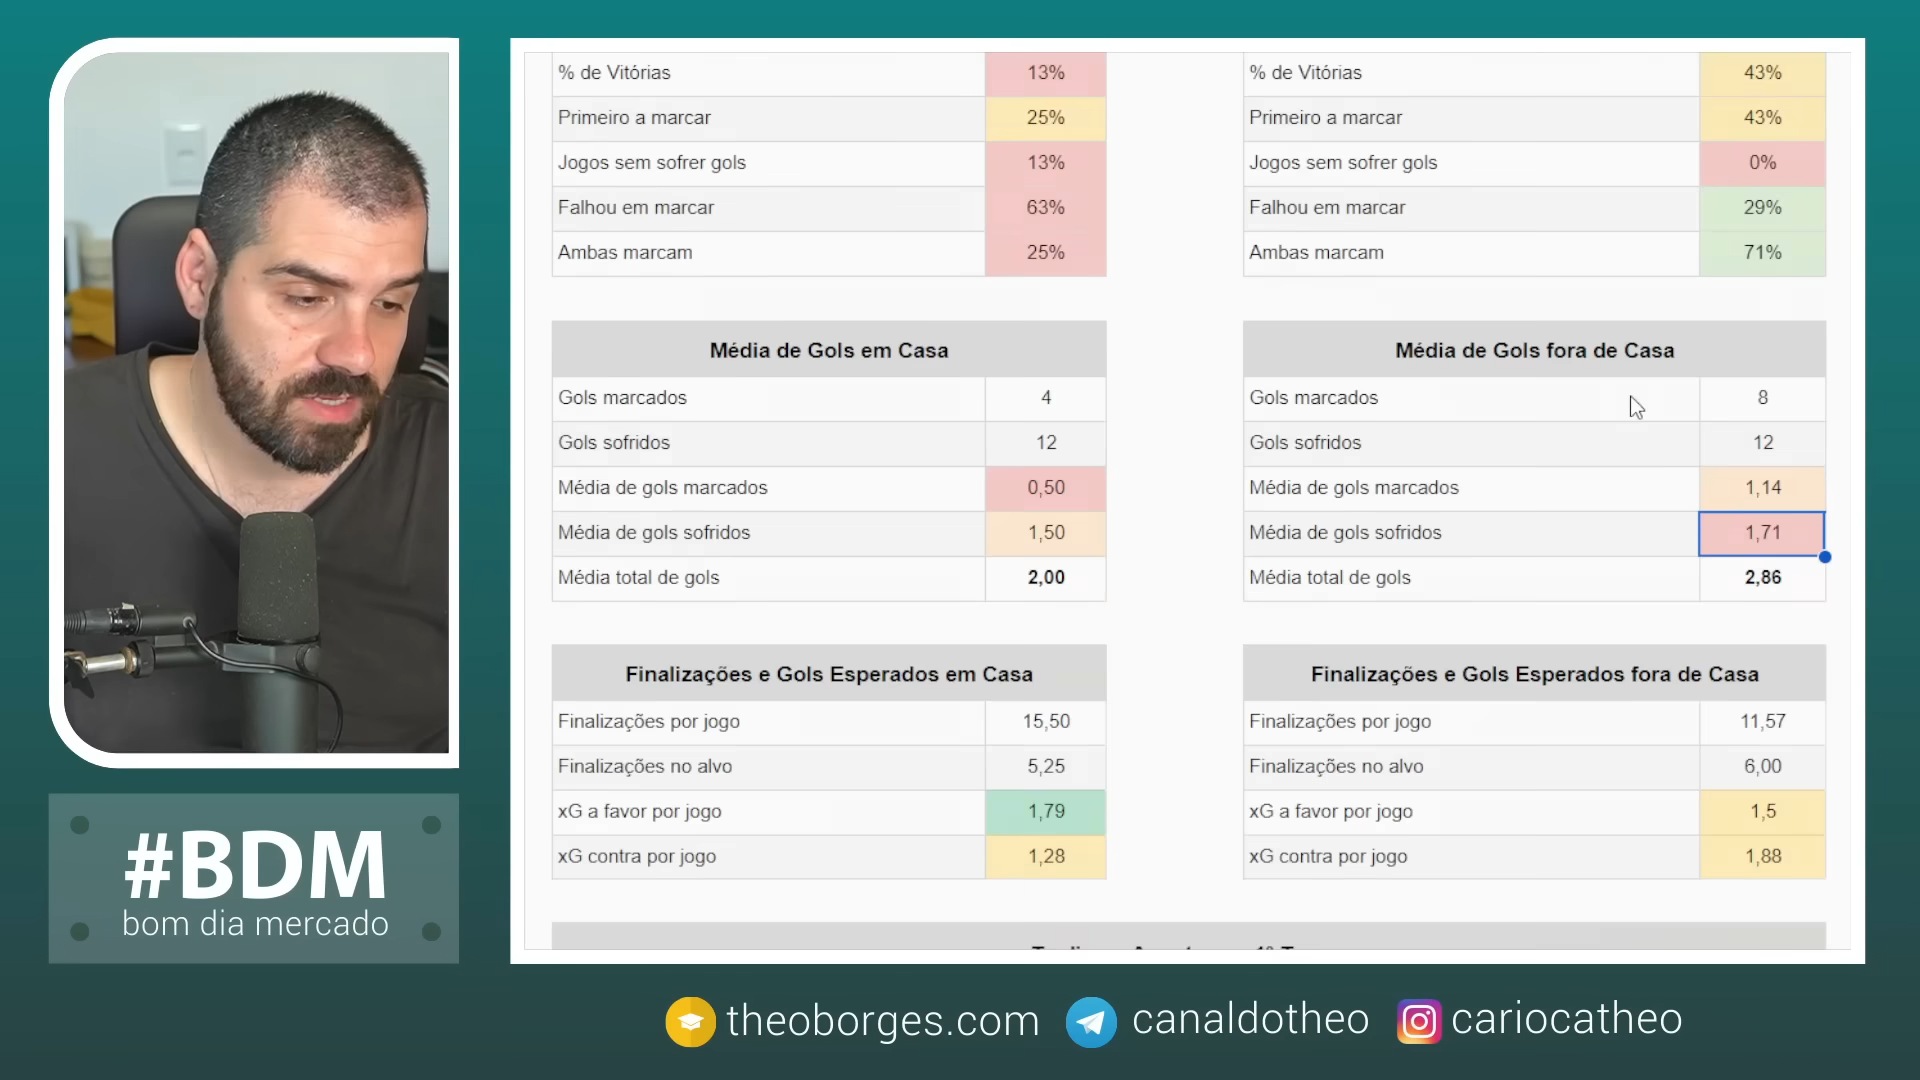 % de Vitórias 13%
Primeiro a marcar 25%
Jogos sem sofrer gols 13%
Falhou em marcar 63%
Ambas marcam 25%
% de Vitórias 43%
Primeiro a marcar 43%
Jogos sem sofrer gols 0%
Falhou em marcar 29%
Ambas marcam 71%
Média de Gols em Casa
Gols marcados 4
Gols sofridos 12
Média de gols marcados 0,50
Média de gols sofridos 1,50
Média total de gols 2,00
Média de Gols fora de Casa
Gols marcados 8
Gols sofridos 12
Média de gols marcados 1,14
Média de gols sofridos 1,71
Média total de gols 2,86
Finalizações e Gols Esperados em Casa
Finalizações por jogo 15,50
Finalizações no alvo 5,25
xG a favor por jogo 1,79
xG contra por jogo 1,28
Finalizações e Gols Esperados fora de Casa
Finalizações por jogo 11,57
Finalizações no alvo 6,00
xG a favor por jogo 1,5
xG contra por jogo 1,88
#BDM
bom dia mercado
theoborges.com
canaldotheo
cariocatheo